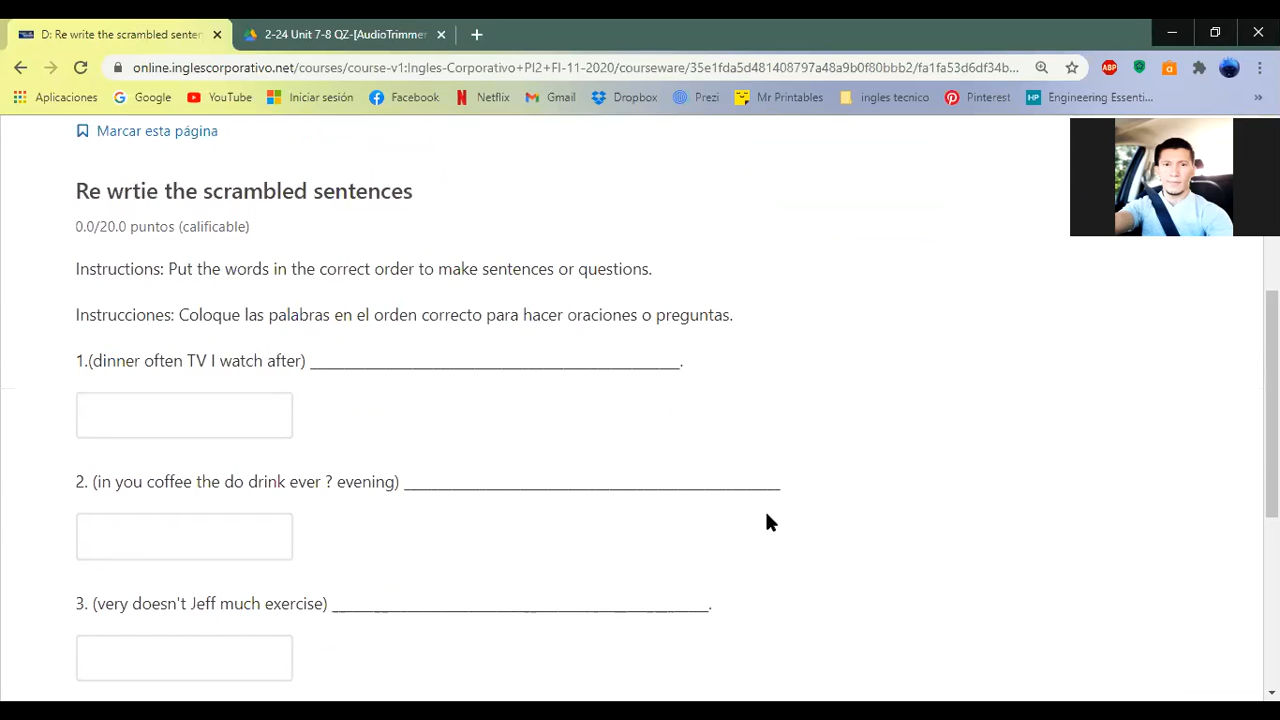 D: Re write the scrambled senten
2-24 Unit 7-8 QZ-[AudioTrimmer
online.inglescorporativo.net/courses/course-v1:Ingles-Corporativo+PI2+FI-11-2020/courseware/35e1fda5d481408797a48a9b0f80bbb2/fa1fa53d6df34b...
ABP
Aplicaciones Google YouTube Iniciar sesión Facebook Netflix Gmail Dropbox Prezi Mr Printables ingles tecnico Pinterest HP Engineering Essenti... »
Marcar esta página
Re wrtie the scrambled sentences
0.0/20.0 puntos (calificable)
Instructions: Put the words in the correct order to make sentences or questions.
Instrucciones: Coloque las palabras en el orden correcto para hacer oraciones o preguntas.
1.(dinner often TV I watch after) ________________________________________.
2. (in you coffee the do drink ever ? evening) ________________________________________
3. (very doesn't Jeff much exercise) ________________________________________.